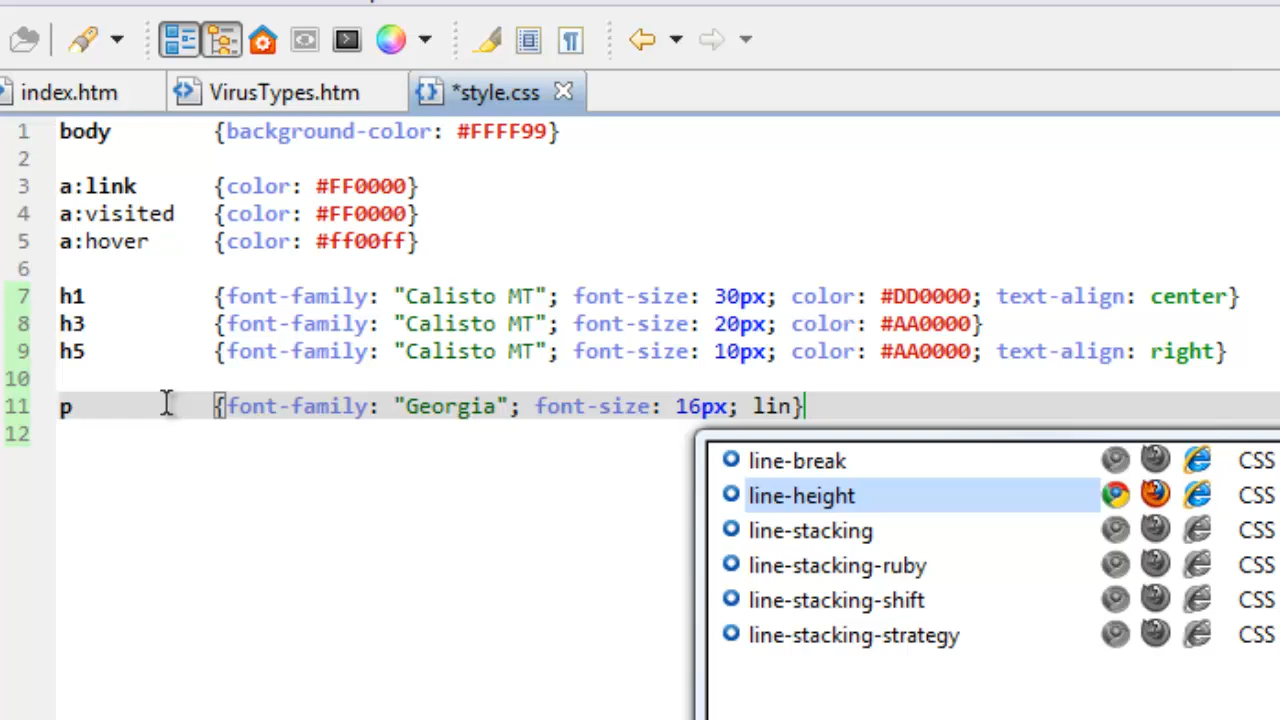 index.htm VirusTypes.htm *style.css
1 body {background-color: #FFFF99}
2
3 a:link {color: #FF0000}
4 a:visited {color: #FF0000}
5 a:hover {color: #ff00ff}
6
7 h1 {font-family: "Calisto MT"; font-size: 30px; color: #DD0000; text-align: center}
8 h3 {font-family: "Calisto MT"; font-size: 20px; color: #AA0000}
9 h5 {font-family: "Calisto MT"; font-size: 10px; color: #AA0000; text-align: right}
10
11 p {font-family: "Georgia"; font-size: 16px; lin}
12
line-break CSS
line-height CSS
line-stacking CSS
line-stacking-ruby CSS
line-stacking-shift CSS
line-stacking-strategy CSS